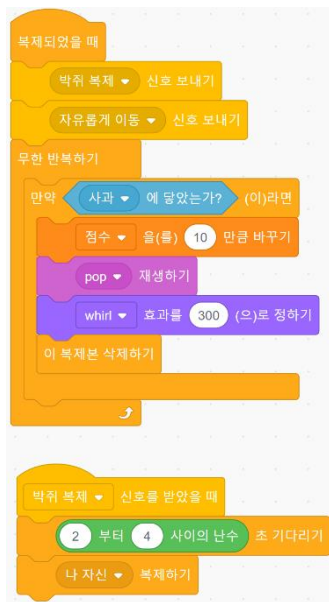 복제되었을 때
박쥐 복제 신호 보내기
자유롭게 이동 신호 보내기
무한 반복하기
만약 사과 에 닿았는가? (이)라면
점수 을(를) 10 만큼 바꾸기
pop 재생하기
whirl 효과를 300 (으)로 정하기
이 복제본 삭제하기
박쥐 복제 신호를 받았을 때
2 부터 4 사이의 난수 초 기다리기
나 자신 복제하기